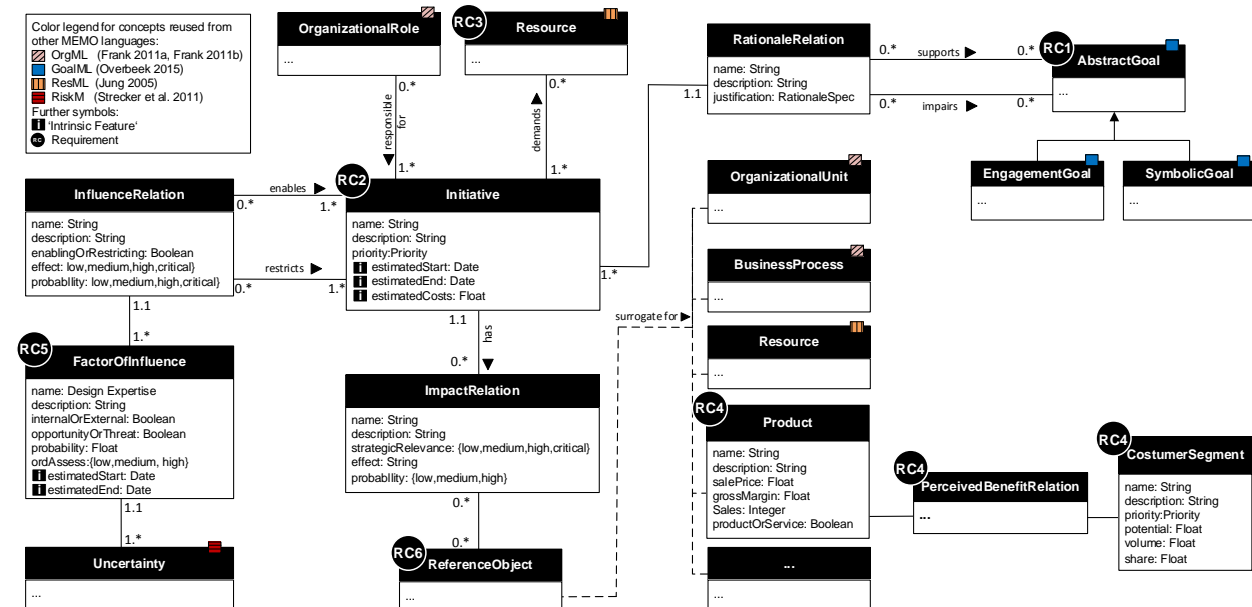 Color legend for concepts reused from
other MEMO languages:
OrgML (Frank 2011a, Frank 2011b)
GoalML (Overbeek 2015)
ResML (Jung 2005)
RiskM (Strecker et al. 2011)
Further symbols:
i 'Intrinsic Feature'
RC Requirement
OrganizationalRole
...
0.*
responsible for
1.*
RC3
Resource
...
0.*
demands
1.*
RationaleRelation
name: String
description: String
justification: RationaleSpec
1.1
0.*
supports
0.*
0.*
impairs
0.*
RC1
AbstractGoal
...
EngagementGoal
...
SymbolicGoal
...
InfluenceRelation
name: String
description: String
enablingOrRestricting: Boolean
effect: low,medium,high,critical}
probability: low,medium,high,critical}
enables
0.*
1.*
restricts
0.*
1.*
RC2
Initiative
name: String
description: String
priority:Priority
i estimatedStart: Date
i estimatedEnd: Date
i estimatedCosts: Float
1.*
1.1
has
0.*
1.1
1.*
RC5
FactorOfInfluence
name: Design Expertise
description: String
internalOrExternal: Boolean
opportunityOrThreat: Boolean
probability: Float
ordAssess:{low,medium, high}
i estimatedStart: Date
i estimatedEnd: Date
1.1
1.*
Uncertainty
...
ImpactRelation
name: String
description: String
strategicRelevance: {low,medium,high,critical}
effect: String
probability: {low,medium,high}
0.*
0.*
RC6
ReferenceObject
...
surrogate for
OrganizationalUnit
...
BusinessProcess
...
Resource
...
RC4
Product
name: String
description: String
salePrice: Float
grossMargin: Float
Sales: Integer
productOrService: Boolean
...
...
RC4
PerceivedBenefitRelation
...
RC4
CostumerSegment
name: String
description: String
priority:Priority
potential: Float
volume: Float
share: Float